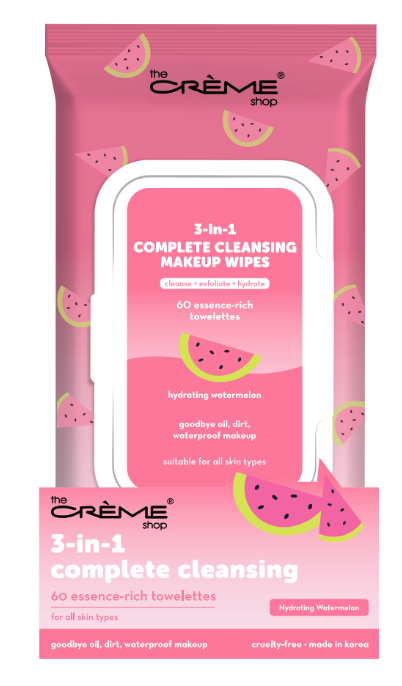 the
CRÈME®
shop
3-In-1
COMPLETE CLEANSING
MAKEUP WIPES
cleanse • exfoliate • hydrate
60 essence-rich
towelettes
hydrating watermelon
goodbye oil, dirt,
waterproof makeup
suitable for all skin types
the
CRÈME®
shop
3-in-1
complete cleansing
60 essence-rich towelettes
for all skin types
Hydrating Watermelon
goodbye oil, dirt, waterproof makeup
cruelty-free • made in korea